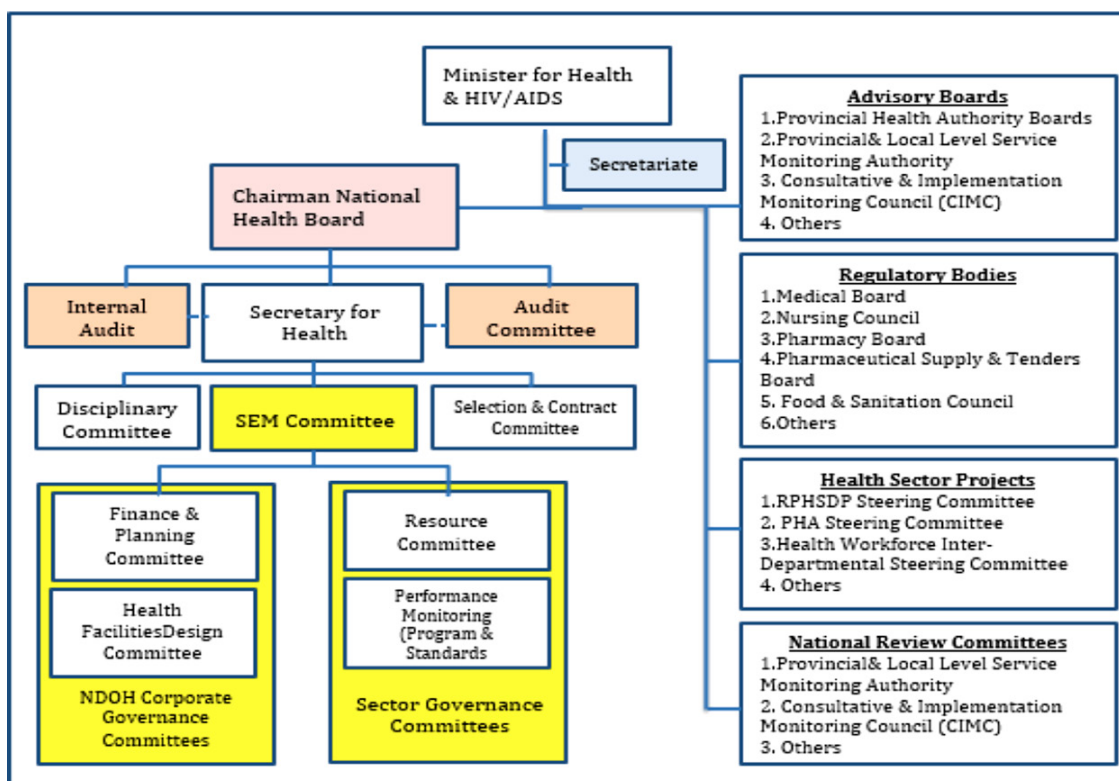 Minister for Health
& HIV/AIDS
Secretariate
Chairman National
Health Board
Internal
Audit
Secretary for
Health
Audit
Committee
Disciplinary
Committee
SEM Committee
Selection & Contract
Committee
Finance &
Planning
Committee
Health
FacilitiesDesign
Committee
NDOH Corporate
Governance
Committees
Resource
Committee
Performance
Monitoring
(Program &
Standards
Sector Governance
Committees
Advisory Boards
1.Provincial Health Authority Boards
2.Provincial& Local Level Service
Monitoring Authority
3. Consultative & Implementation
Monitoring Council (CIMC)
4. Others
Regulatory Bodies
1.Medical Board
2.Nursing Council
3.Pharmacy Board
4.Pharmaceutical Supply & Tenders
Board
5. Food & Sanitation Council
6.Others
Health Sector Projects
1.RPHSDP Steering Committee
2. PHA Steering Committee
3.Health Workforce Inter-
Departmental Steering Committee
4. Others
National Review Committees
1.Provincial& Local Level Service
Monitoring Authority
2. Consultative & Implementation
Monitoring Council (CIMC)
3. Others